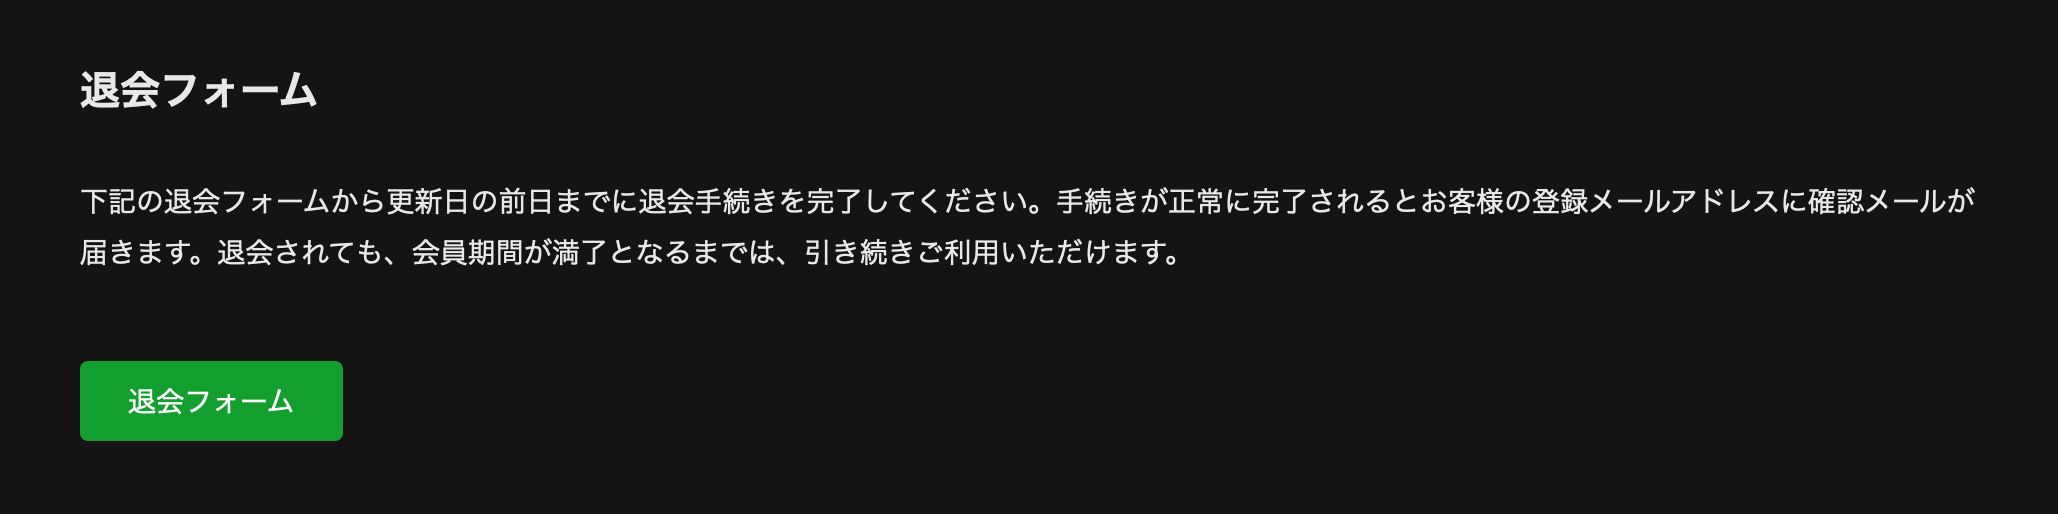 退会フォーム
下記の退会フォームから更新日の前日までに退会手続きを完了してください。手続きが正常に完了されるとお客様の登録メールアドレスに確認メールが
届きます。退会されても、会員期間が満了となるまでは、引き続きご利用いただけます。
退会フォーム